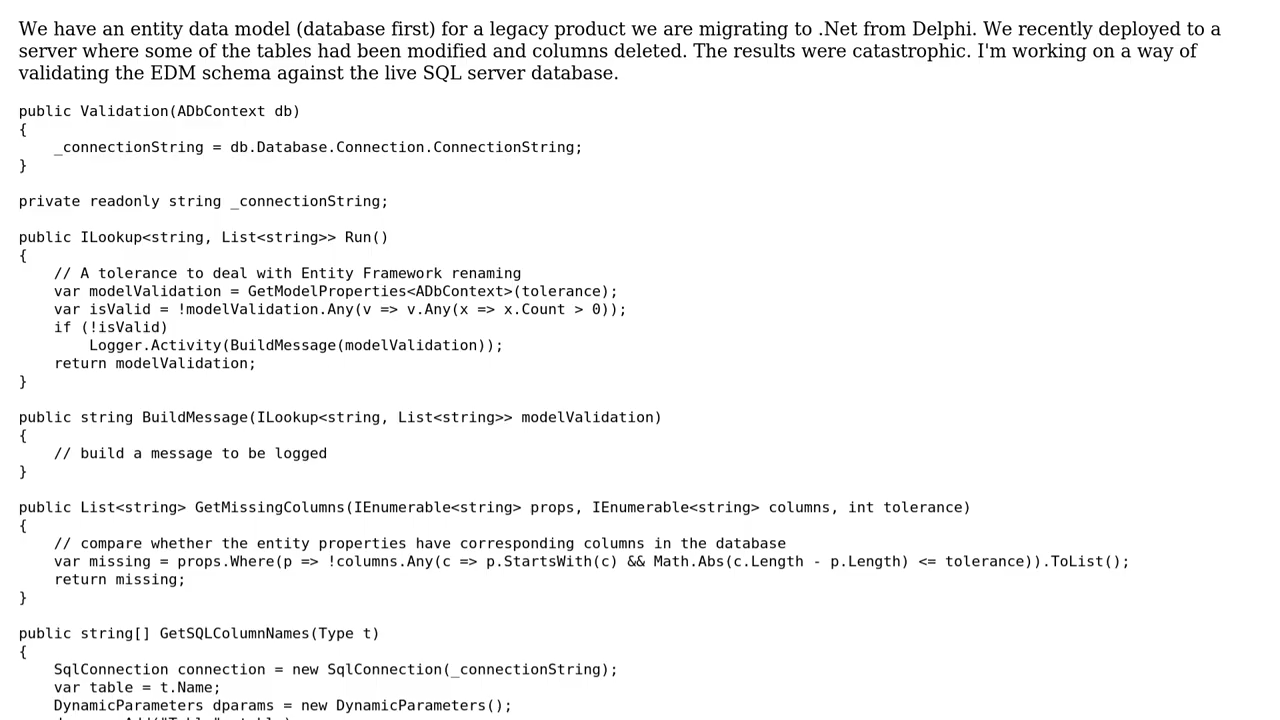 We have an entity data model (database first) for a legacy product we are migrating to .Net from Delphi. We recently deployed to a
server where some of the tables had been modified and columns deleted. The results were catastrophic. I'm working on a way of
validating the EDM schema against the live SQL server database.
public Validation(ADbContext db)
{
    _connectionString = db.Database.Connection.ConnectionString;
}
private readonly string _connectionString;
public ILookup<string, List<string>> Run()
{
    // A tolerance to deal with Entity Framework renaming
    var modelValidation = GetModelProperties<ADbContext>(tolerance);
    var isValid = !modelValidation.Any(v => v.Any(x => x.Count > 0));
    if (!isValid)
        Logger.Activity(BuildMessage(modelValidation));
    return modelValidation;
}
public string BuildMessage(ILookup<string, List<string>> modelValidation)
{
    // build a message to be logged
}
public List<string> GetMissingColumns(IEnumerable<string> props, IEnumerable<string> columns, int tolerance)
{
    // compare whether the entity properties have corresponding columns in the database
    var missing = props.Where(p => !columns.Any(c => p.StartsWith(c) && Math.Abs(c.Length - p.Length) <= tolerance)).ToList();
    return missing;
}
public string[] GetSQLColumnNames(Type t)
{
    SqlConnection connection = new SqlConnection(_connectionString);
    var table = t.Name;
    DynamicParameters dparams = new DynamicParameters();